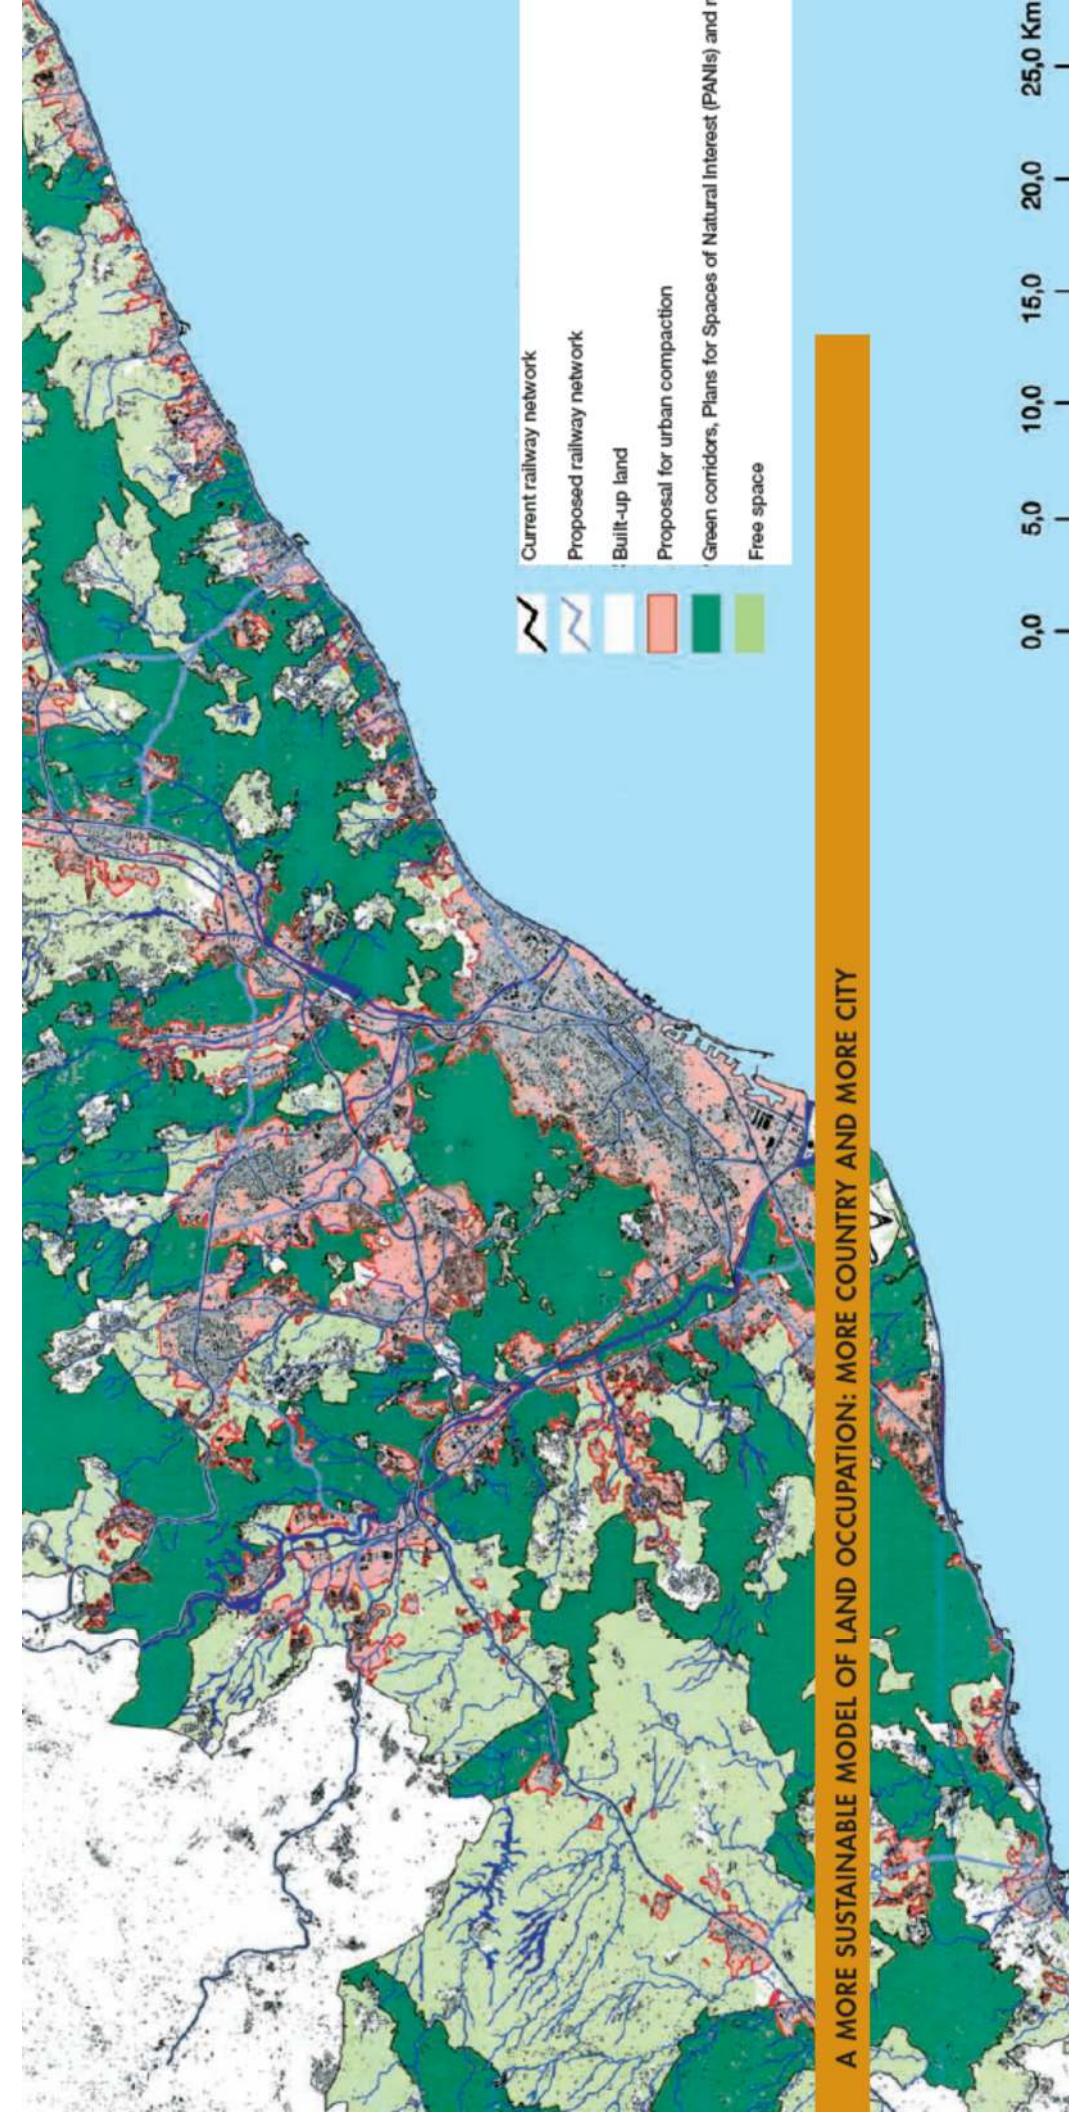 Current railway network
Proposed railway network
Built-up land
Proposal for urban compaction
Green corridors, Plans for Spaces of Natural Interest (PANIs) and
Free space
0,0 5,0 10,0 15,0 20,0 25,0 Km
A MORE SUSTAINABLE MODEL OF LAND OCCUPATION: MORE COUNTRY AND MORE CITY